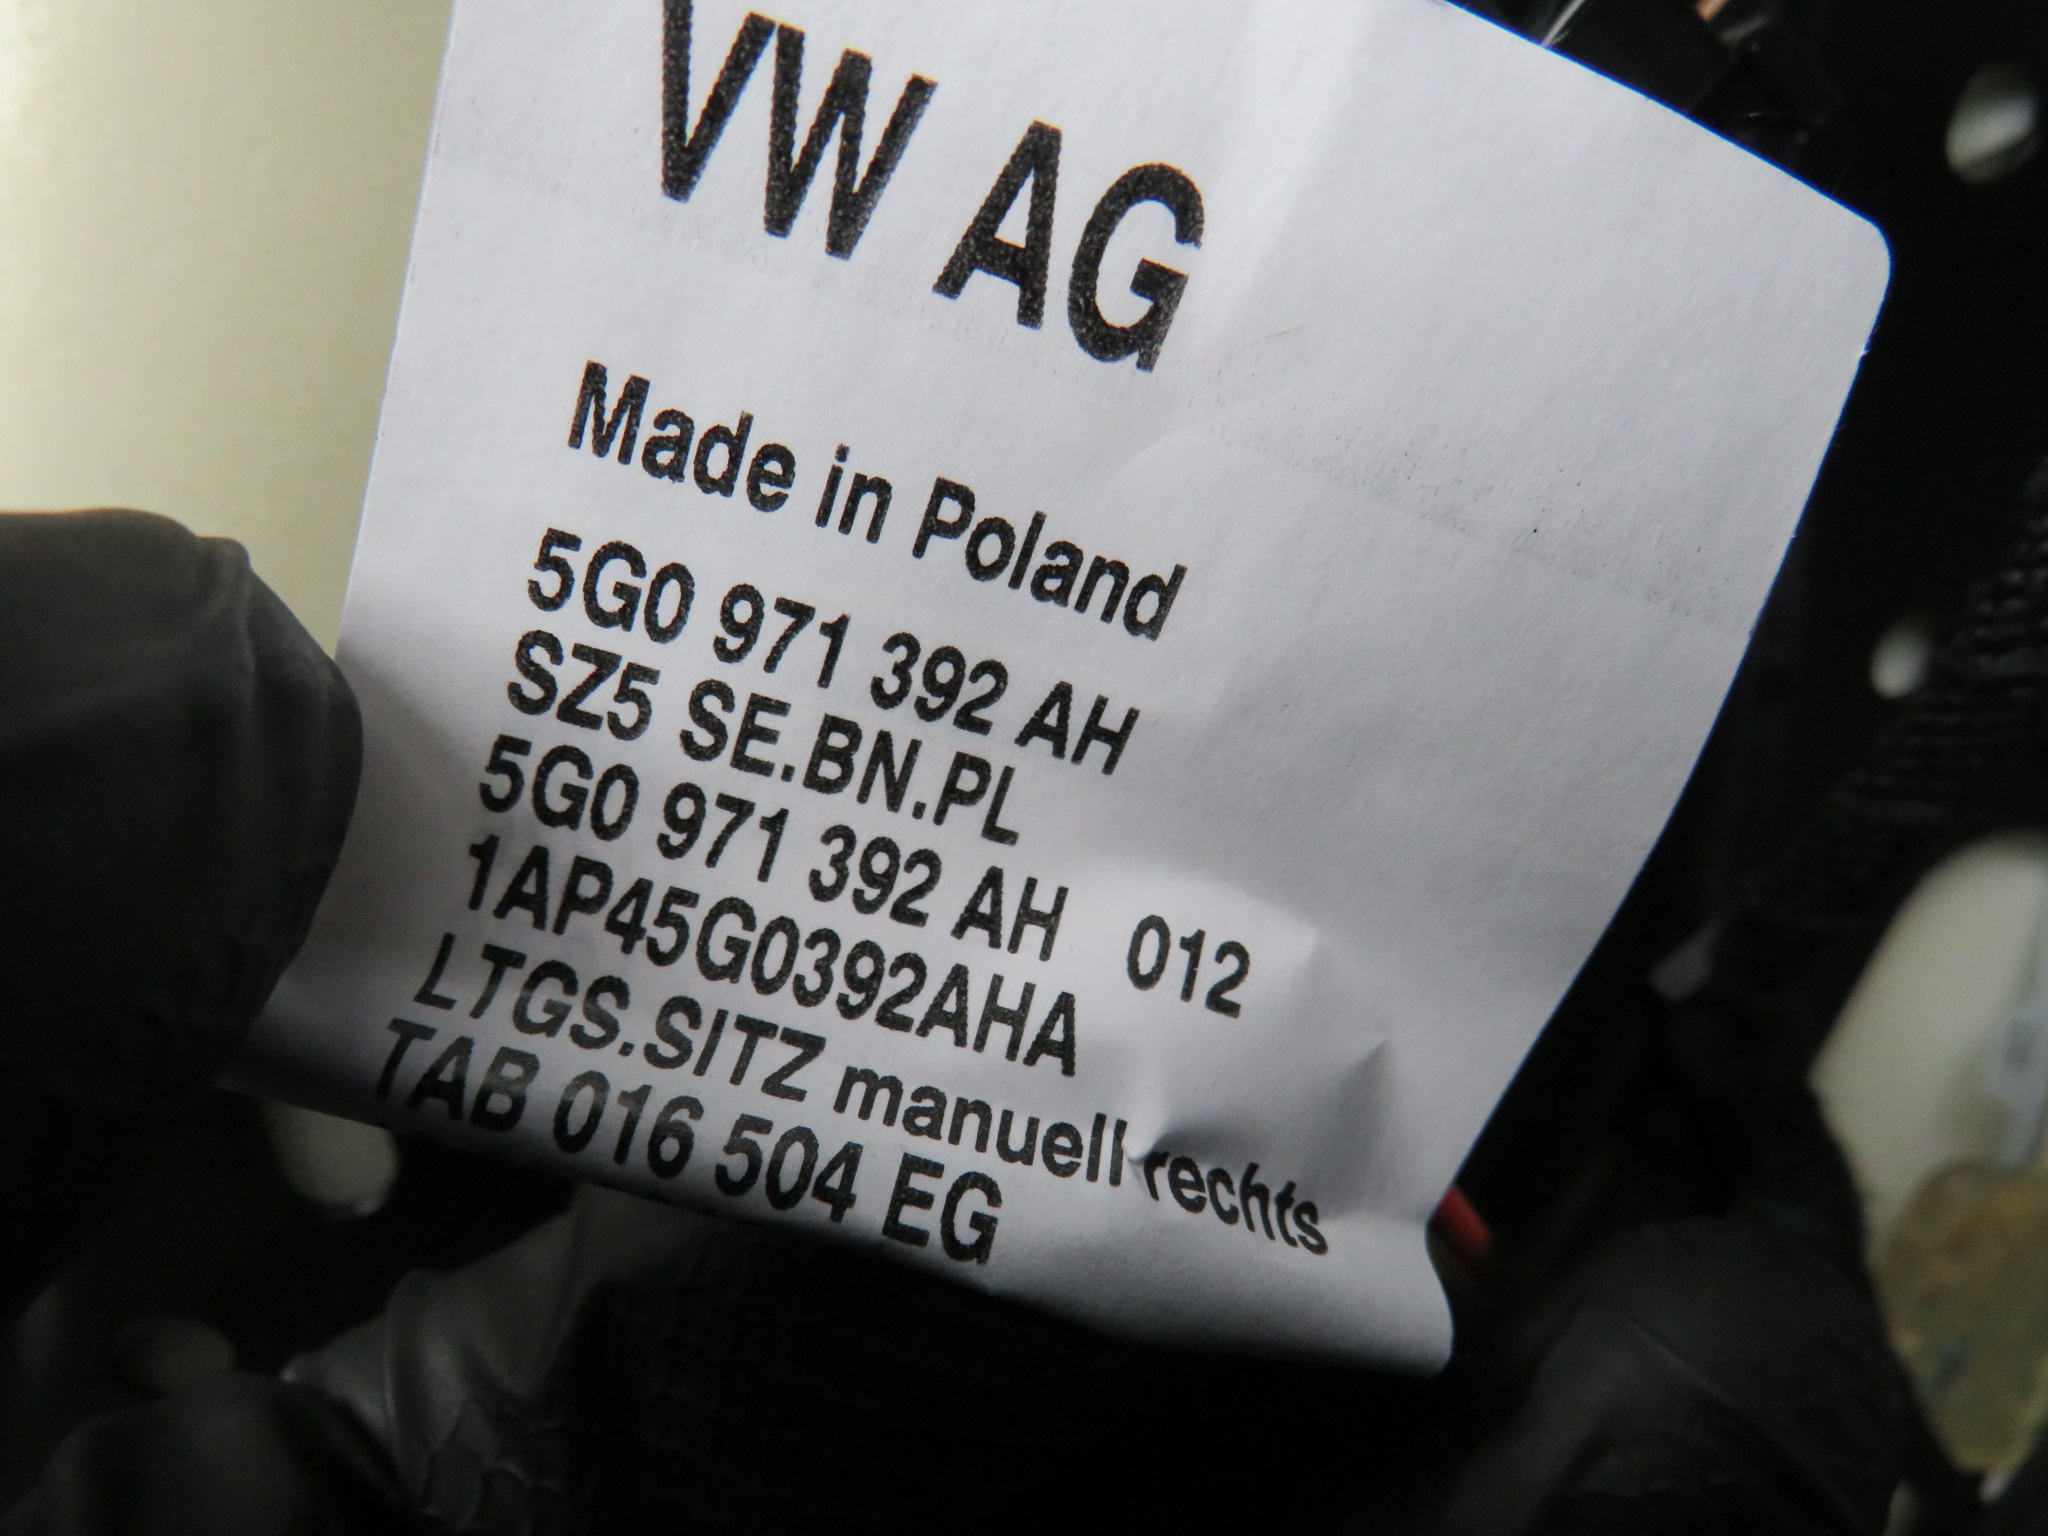 VW AG
Made in Poland
5G0 971 392 AH
SZ5 SE.BN.PL
5G0 971 392 AH 012
1AP45G0392AHA
LTGS.SITZ manuell rechts
TAB 016 504 EG